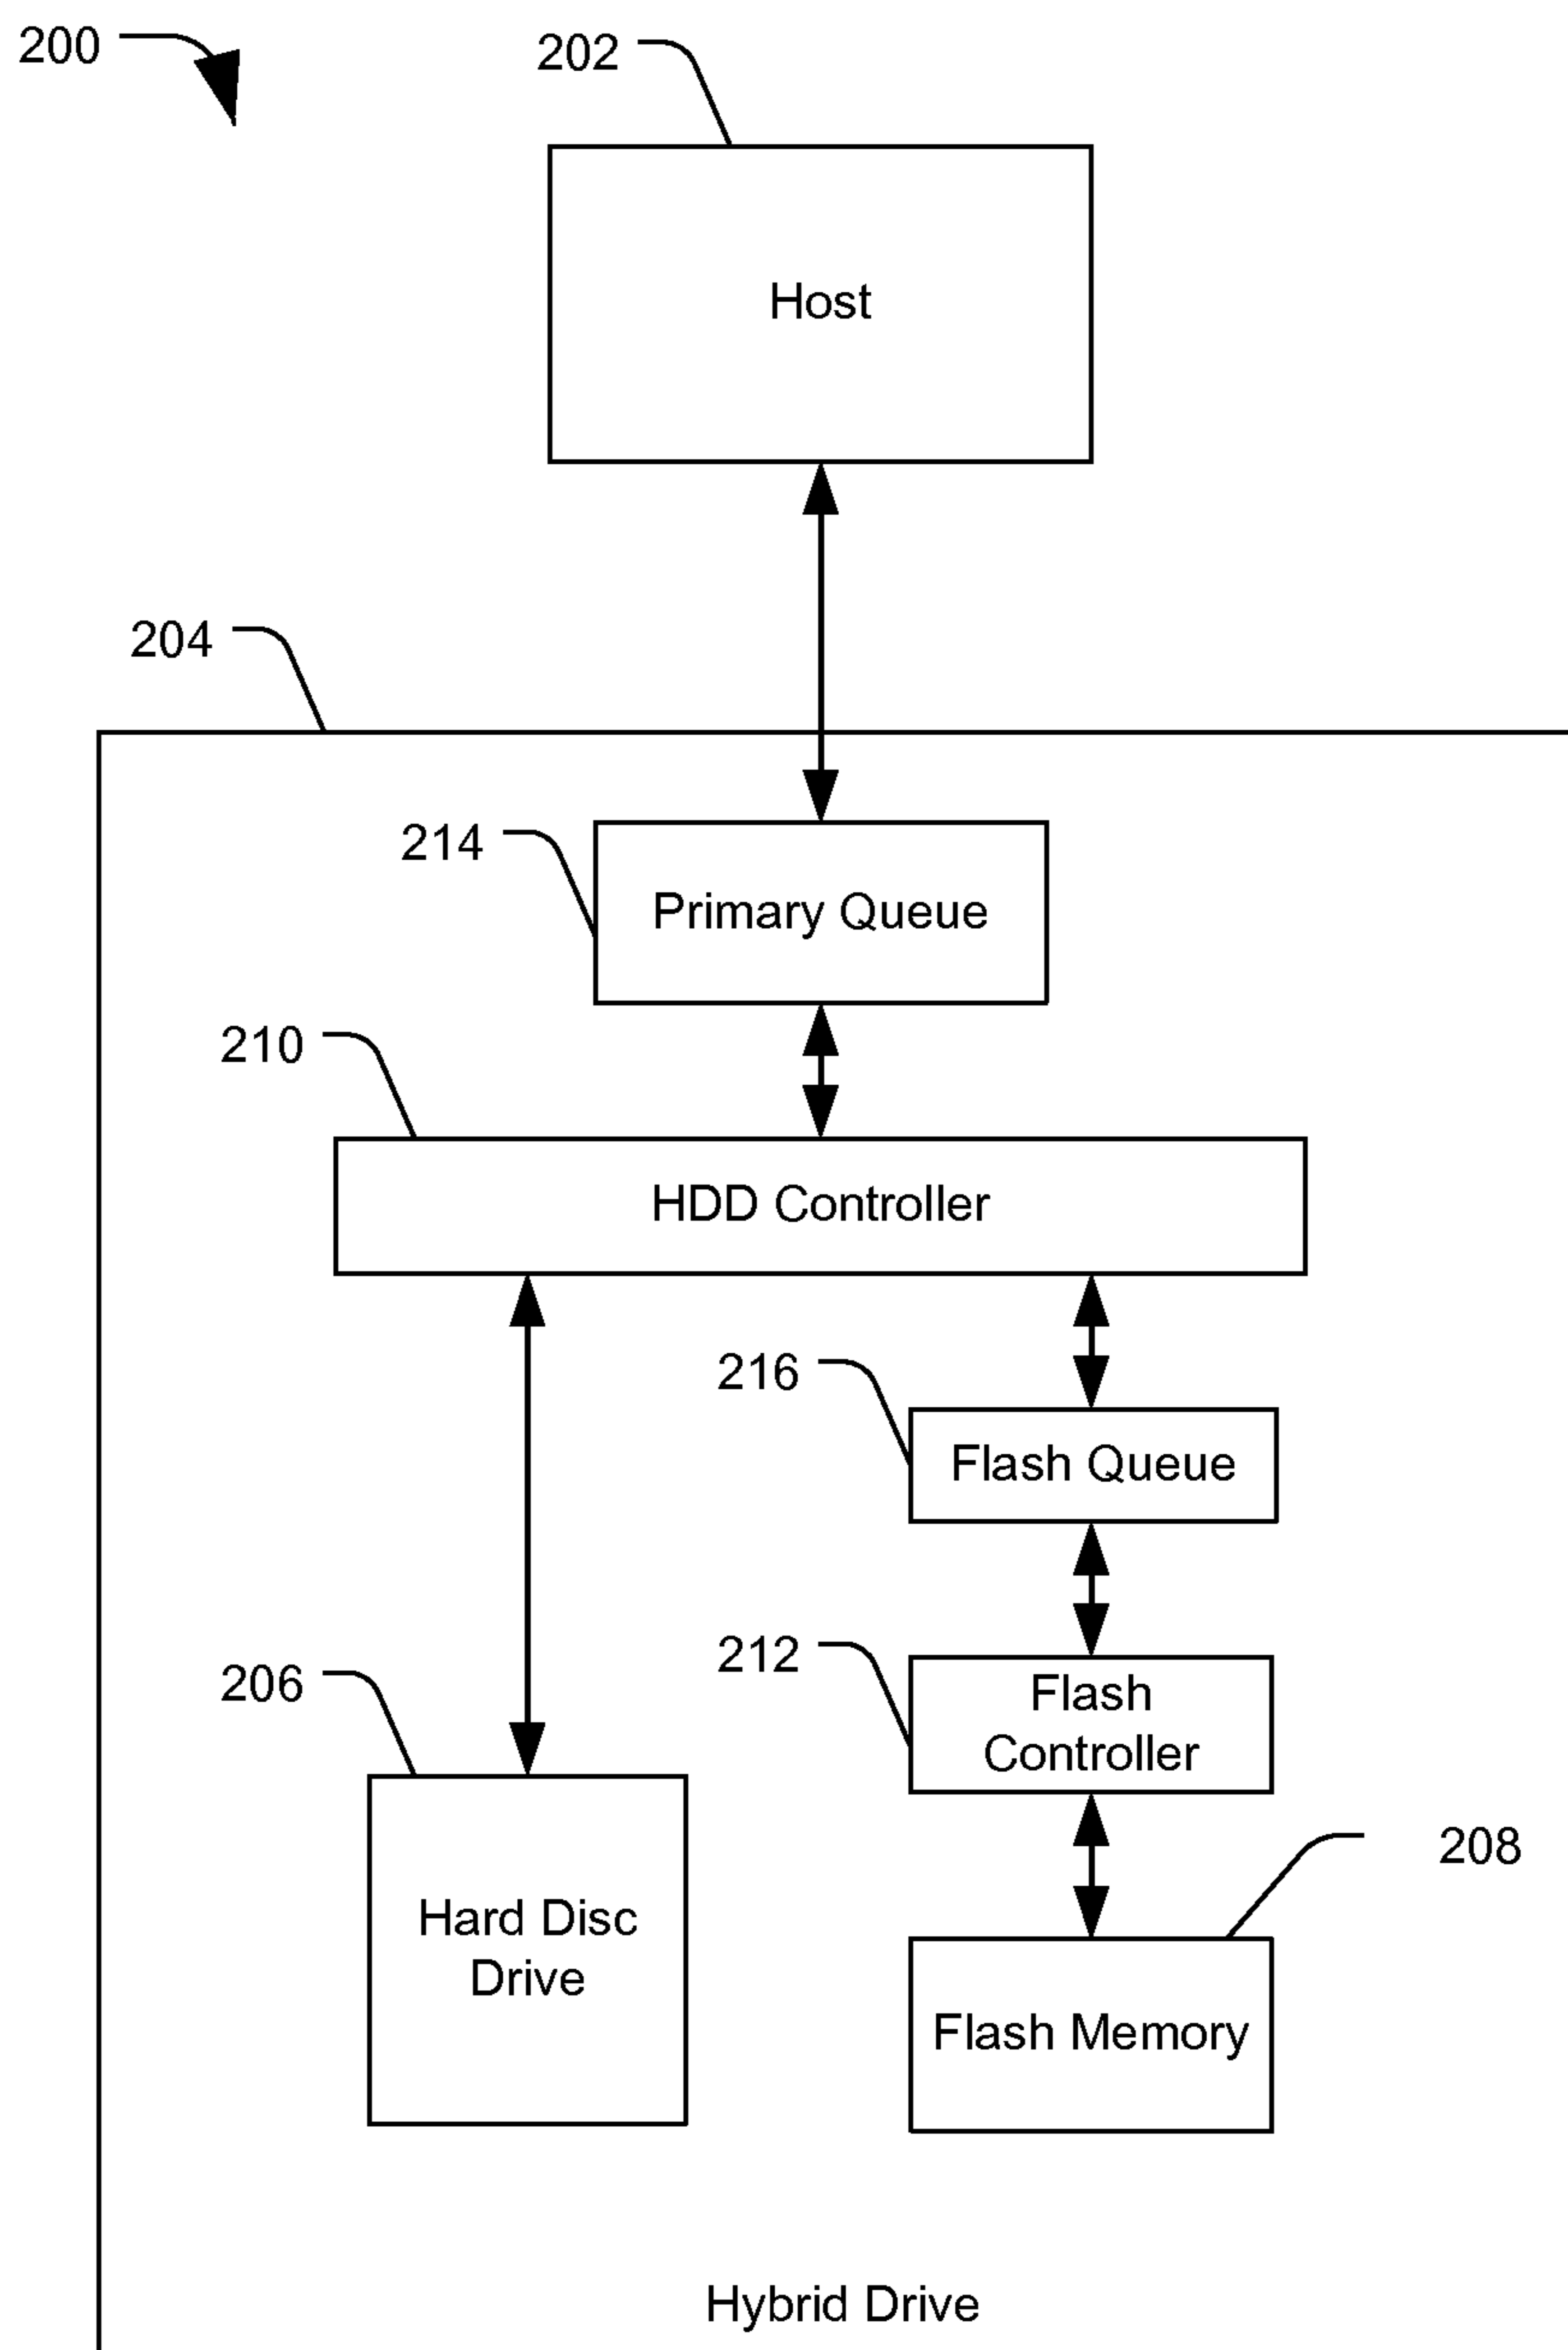 200
202
Host
204
214
Primary Queue
210
HDD Controller
216
Flash Queue
212
Flash
Controller
206
208
Hard Disc
Drive
Flash Memory
Hybrid Drive